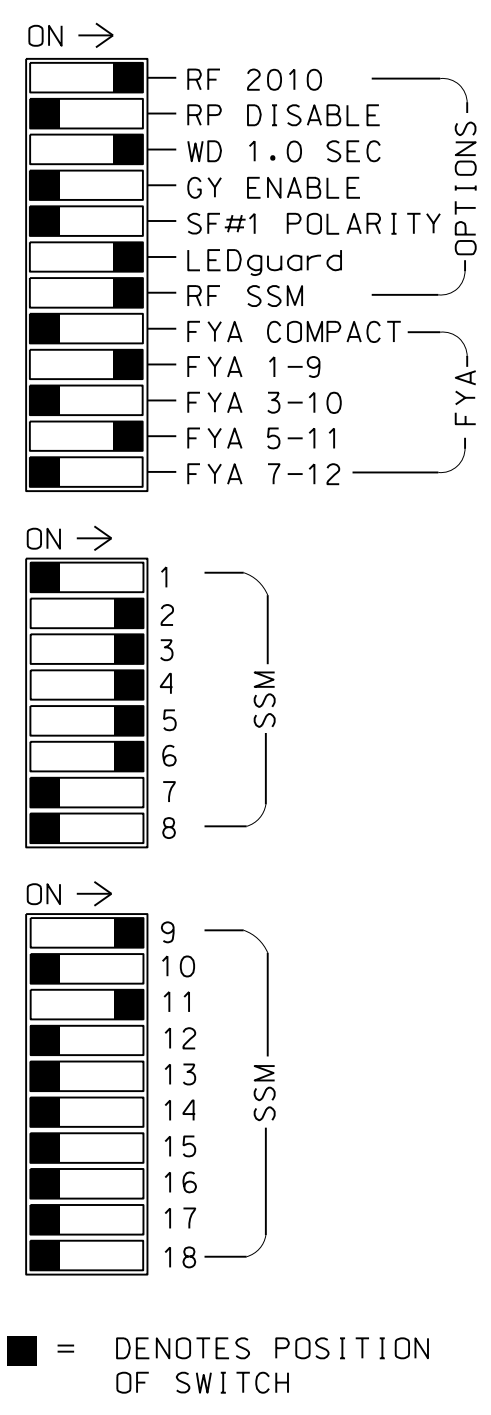 ON →
RF 2010
RP DISABLE
WD 1.0 SEC
GY ENABLE
SF#1 POLARITY
LEDguard
RF SSM
OPTIONS
FYA COMPACT
FYA 1-9
FYA 3-10
FYA 5-11
FYA 7-12
FYA
ON →
1
2
3
4
5
6
7
8
SSM
ON →
9
10
11
12
13
14
15
16
17
18
SSM
■ = DENOTES POSITION
OF SWITCH